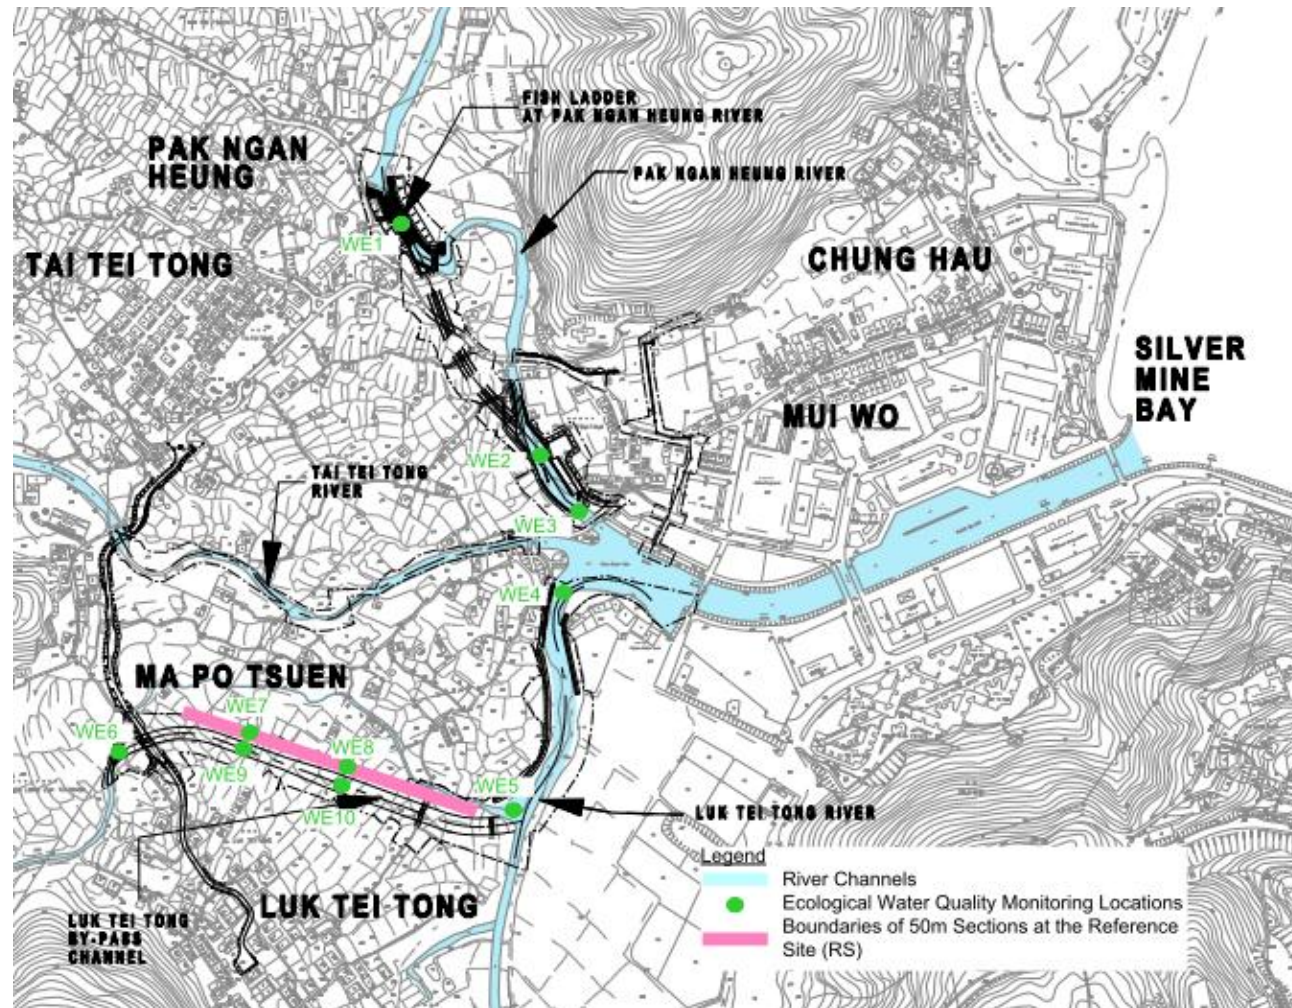 FISH LADDER
AT PAK NGAN HEUNG RIVER
PAK NGAN
HEUNG
PAK NGAN HEUNG RIVER
WE1
TAI TEI TONG
CHUNG HAU
SILVER
MINE
BAY
MUI WO
WE2
TAI TEI TONG
RIVER
WE3
WE4
MA PO TSUEN
WE7
WE6
WE8
WE9
WE5
WE10
LUK TEI TONG RIVER
LUK TEI TONG
LUK TEI TONG
BY-PASS
CHANNEL
Legend
River Channels
Ecological Water Quality Monitoring Locations
Boundaries of 50m Sections at the Reference
Site (RS)